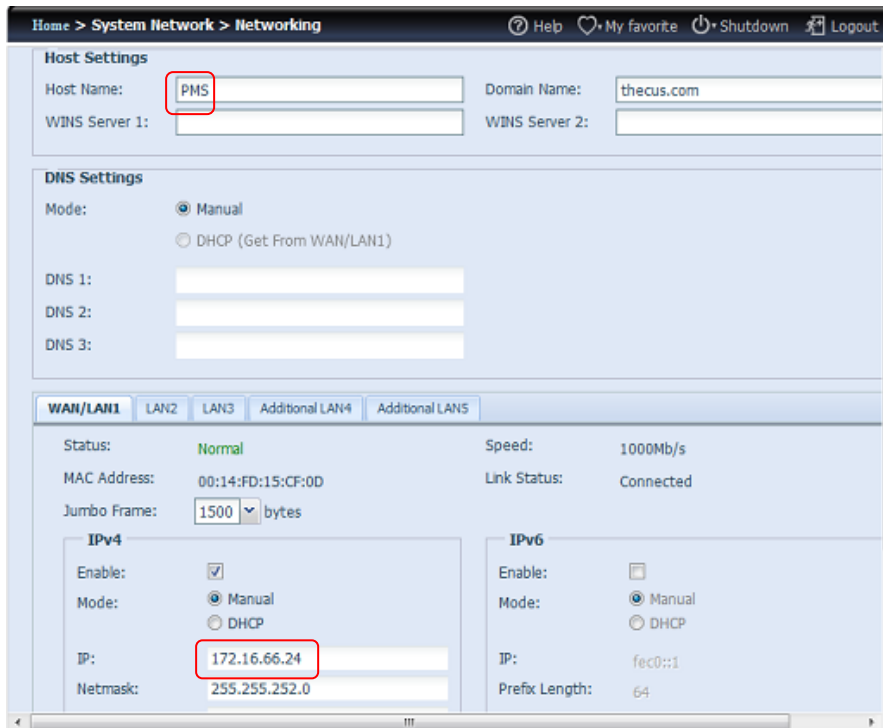 Home > System Network > Networking Help My favorite Shutdown Logout
Host Settings
Host Name: PMS Domain Name: thecus.com
WINS Server 1: WINS Server 2:
DNS Settings
Mode: Manual
DHCP (Get From WAN/LAN1)
DNS 1:
DNS 2:
DNS 3:
WAN/LAN1 LAN2 LAN3 Additional LAN4 Additional LAN5
Status: Normal Speed: 1000Mb/s
MAC Address: 00:14:FD:15:CF:0D Link Status: Connected
Jumbo Frame: 1500 bytes
IPv4 IPv6
Enable: Enable:
Mode: Manual Mode: Manual
DHCP DHCP
IP: 172.16.66.24 IP: fec0::1
Netmask: 255.255.252.0 Prefix Length: 64